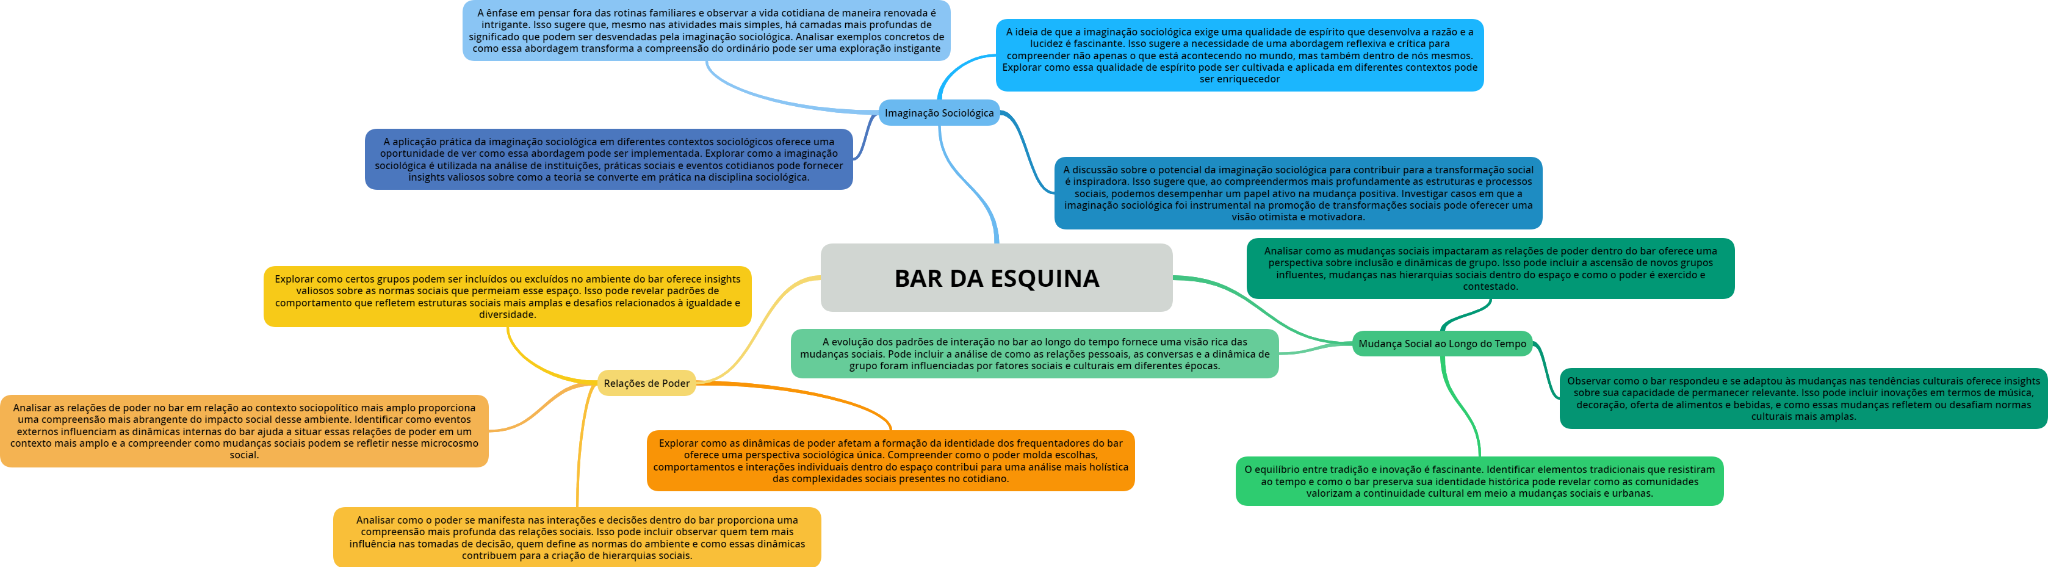 A ênfase em pensar fora das rotinas familiares e observar a vida cotidiana de maneira renovada é
intrigante. Isso sugere que, mesmo nas atividades mais simples, há camadas mais profundas de
significado que podem ser desvendadas pela imaginação sociológica. Analisar exemplos concretos de
como essa abordagem transforma a compreensão do ordinário pode ser uma exploração instigante
A ideia de que a imaginação sociológica exige uma qualidade de espírito que desenvolva a razão e a
lucidez é fascinante. Isso sugere a necessidade de uma abordagem reflexiva e crítica para
compreender não apenas o que está acontecendo no mundo, mas também dentro de nós mesmos.
Explorar como essa qualidade de espírito pode ser cultivada e aplicada em diferentes contextos pode
ser enriquecedor
Imaginação Sociológica
A aplicação prática da imaginação sociológica em diferentes contextos sociológicos oferece uma
oportunidade de ver como essa abordagem pode ser implementada. Explorar como a imaginação
sociológica é utilizada na análise de instituições, práticas sociais e eventos cotidianos pode fornecer
insights valiosos sobre como a teoria se converte em prática na disciplina sociológica.
A discussão sobre o potencial da imaginação sociológica para contribuir para a transformação social
é inspiradora. Isso sugere que, ao compreendermos mais profundamente as estruturas e processos
sociais, podemos desempenhar um papel ativo na mudança positiva. Investigar casos em que a
imaginação sociológica foi instrumental na promoção de transformações sociais pode oferecer uma
visão otimista e motivadora.
BAR DA ESQUINA
Analisar como as mudanças sociais impactaram as relações de poder dentro do bar oferece uma
perspectiva sobre inclusão e dinâmicas de grupo. Isso pode incluir a ascensão de novos grupos
influentes, mudanças nas hierarquias sociais dentro do espaço e como o poder é exercido e
contestado.
Explorar como certos grupos podem ser incluídos ou excluídos no ambiente do bar oferece insights
valiosos sobre as normas sociais que permeiam esse espaço. Isso pode revelar padrões de
comportamento que refletem estruturas sociais mais amplas e desafios relacionados à igualdade e
diversidade.
A evolução dos padrões de interação no bar ao longo do tempo fornece uma visão rica das
mudanças sociais. Pode incluir a análise de como as relações pessoais, as conversas e a dinâmica de
grupo foram influenciadas por fatores sociais e culturais em diferentes épocas.
Mudança Social ao Longo do Tempo
Relações de Poder
Observar como o bar respondeu e se adaptou às mudanças nas tendências culturais oferece insights
sobre sua capacidade de permanecer relevante. Isso pode incluir inovações em termos de música,
decoração, oferta de alimentos e bebidas, e como essas mudanças refletem ou desafiam normas
culturais mais amplas.
Analisar as relações de poder no bar em relação ao contexto sociopolítico mais amplo proporciona
uma compreensão mais abrangente do impacto social desse ambiente. Identificar como eventos
externos influenciam as dinâmicas internas do bar ajuda a situar essas relações de poder em um
contexto mais amplo e a compreender como mudanças sociais podem se refletir nesse microcosmo
social.
Explorar como as dinâmicas de poder afetam a formação da identidade dos frequentadores do bar
oferece uma perspectiva sociológica única. Compreender como o poder molda escolhas,
comportamentos e interações individuais dentro do espaço contribui para uma análise mais holística
das complexidades sociais presentes no cotidiano.
O equilíbrio entre tradição e inovação é fascinante. Identificar elementos tradicionais que resistiram
ao tempo e como o bar preserva sua identidade histórica pode revelar como as comunidades
valorizam a continuidade cultural em meio a mudanças sociais e urbanas.
Analisar como o poder se manifesta nas interações e decisões dentro do bar proporciona uma
compreensão mais profunda das relações sociais. Isso pode incluir observar quem tem mais
influência nas tomadas de decisão, quem define as normas do ambiente e como essas dinâmicas
contribuem para a criação de hierarquias sociais.